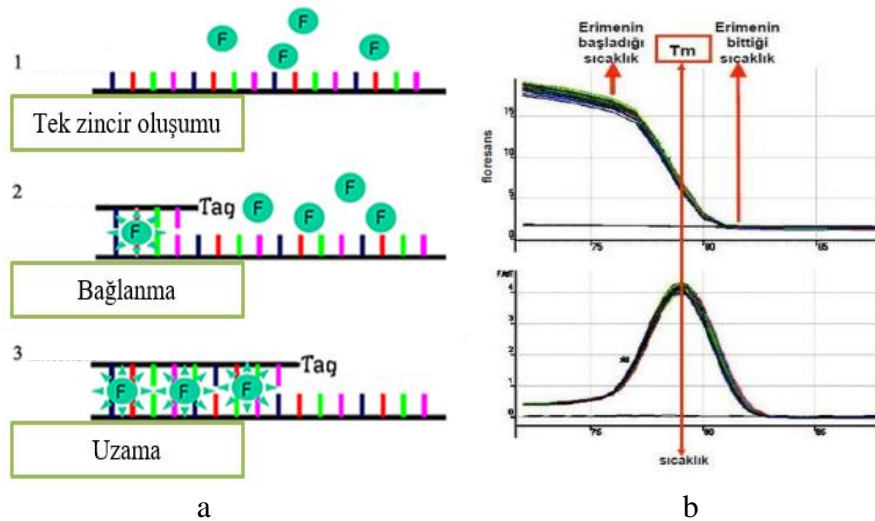 F
F
F
F
1
Tek zincir oluşumu
2
Tag
F
F
F
F
F
Bağlanma
3
Tag
F
F
F
Uzama
a
Erimenin
başladığı
sıcaklık
Tm
Erimenin
bittiği
sıcaklık
floresans
15
10
5
0
75
80
85
4
3
2
1
0
75
80
85
sıcaklık
b